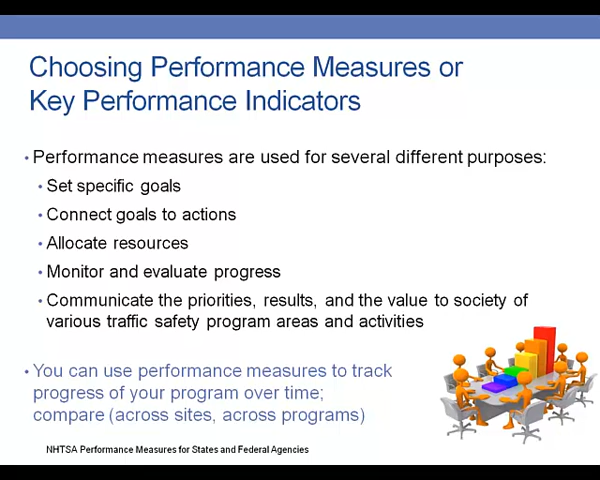 Choosing Performance Measures or
Key Performance Indicators
• Performance measures are used for several different purposes:
• Set specific goals
• Connect goals to actions
• Allocate resources
• Monitor and evaluate progress
• Communicate the priorities, results, and the value to society of
various traffic safety program areas and activities
• You can use performance measures to track
progress of your program over time;
compare (across sites, across programs)
NHTSA Performance Measures for States and Federal Agencies